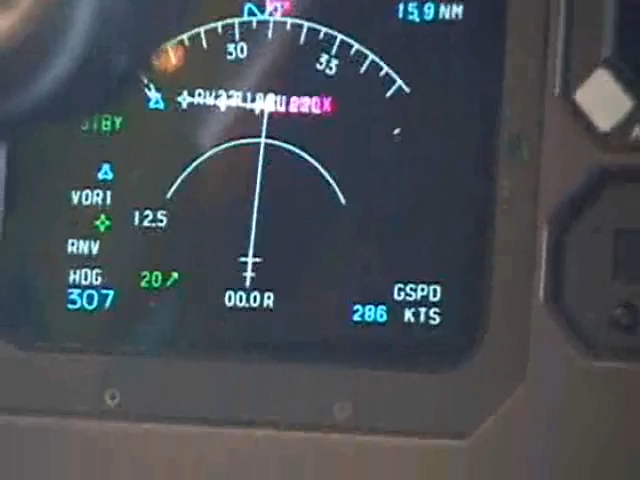 15.9 NM
30
33
STBY
VOR1
12.5
RNV
HDG 20↗ GSPD
307 00.0 R 286 KTS